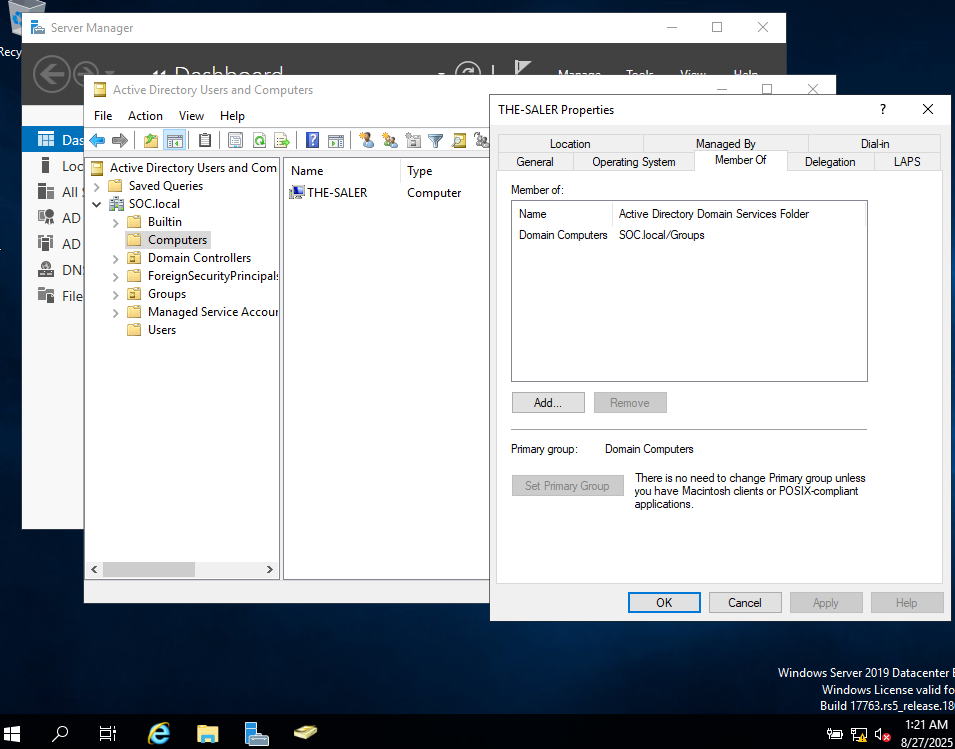 Recy
Server Manager
Dashboard
Manage Tools View Help
Das
Loc
All
AD
AD
DN
File
Active Directory Users and Computers
File Action View Help
Active Directory Users and Com
Saved Queries
SOC.local
Builtin
Computers
Domain Controllers
ForeignSecurityPrincipals
Groups
Managed Service Accour
Users
Name Type
THE-SALER Computer
THE-SALER Properties
?
Location Managed By Dial-in
General Operating System Member Of Delegation LAPS
Member of:
Name Active Directory Domain Services Folder
Domain Computers SOC.local/Groups
Add... Remove
Primary group: Domain Computers
Set Primary Group
There is no need to change Primary group unless
you have Macintosh clients or POSIX-compliant
applications.
OK Cancel Apply Help
Windows Server 2019 Datacenter E
Windows License valid fo
Build 17763.rs5_release.18
1:21 AM
8/27/2025